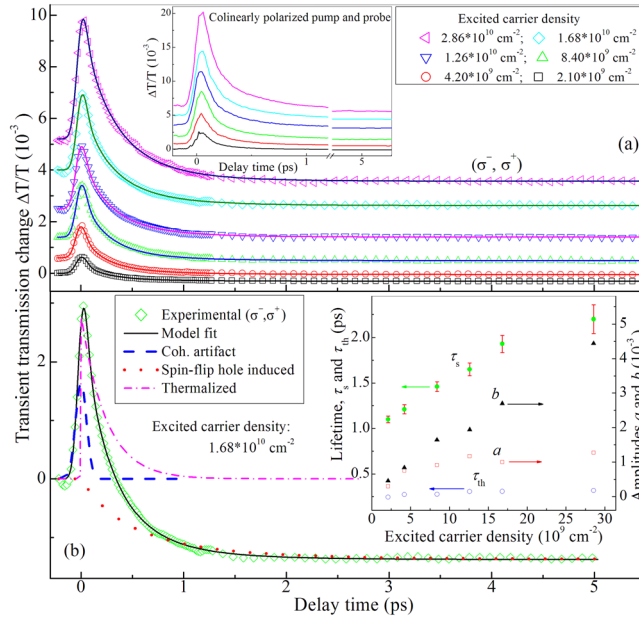 Colinearly polarized pump and probe
ΔT/T (10⁻³)
20
15
10
5
0
0
1
5
Delay time (ps)
Excited carrier density
2.86*10¹⁰ cm⁻²;
1.68*10¹⁰ cm⁻²
1.26*10¹⁰ cm⁻²;
8.40*10⁹ cm⁻²
4.20*10⁹ cm⁻²;
2.10*10⁹ cm⁻²
(a)
(σ⁻, σ⁺)
10
8
6
4
2
0
Transient transmission change ΔT/T (10⁻³)
2
0
Experimental (σ⁻,σ⁺)
Model fit
Coh. artifact
Spin-flip hole induced
Thermalized
Excited carrier density:
1.68*10¹⁰ cm⁻²
(b)
Lifetime, τs and τth (ps)
2.0
1.5
1.0
0.5
τs
b
a
τth
5
4
3
2
1
0
Amplitudes, a and b (10⁻³)
0
5
10
15
20
25
30
Excited carrier density (10⁹ cm⁻²)
0
1
2
3
4
5
Delay time (ps)